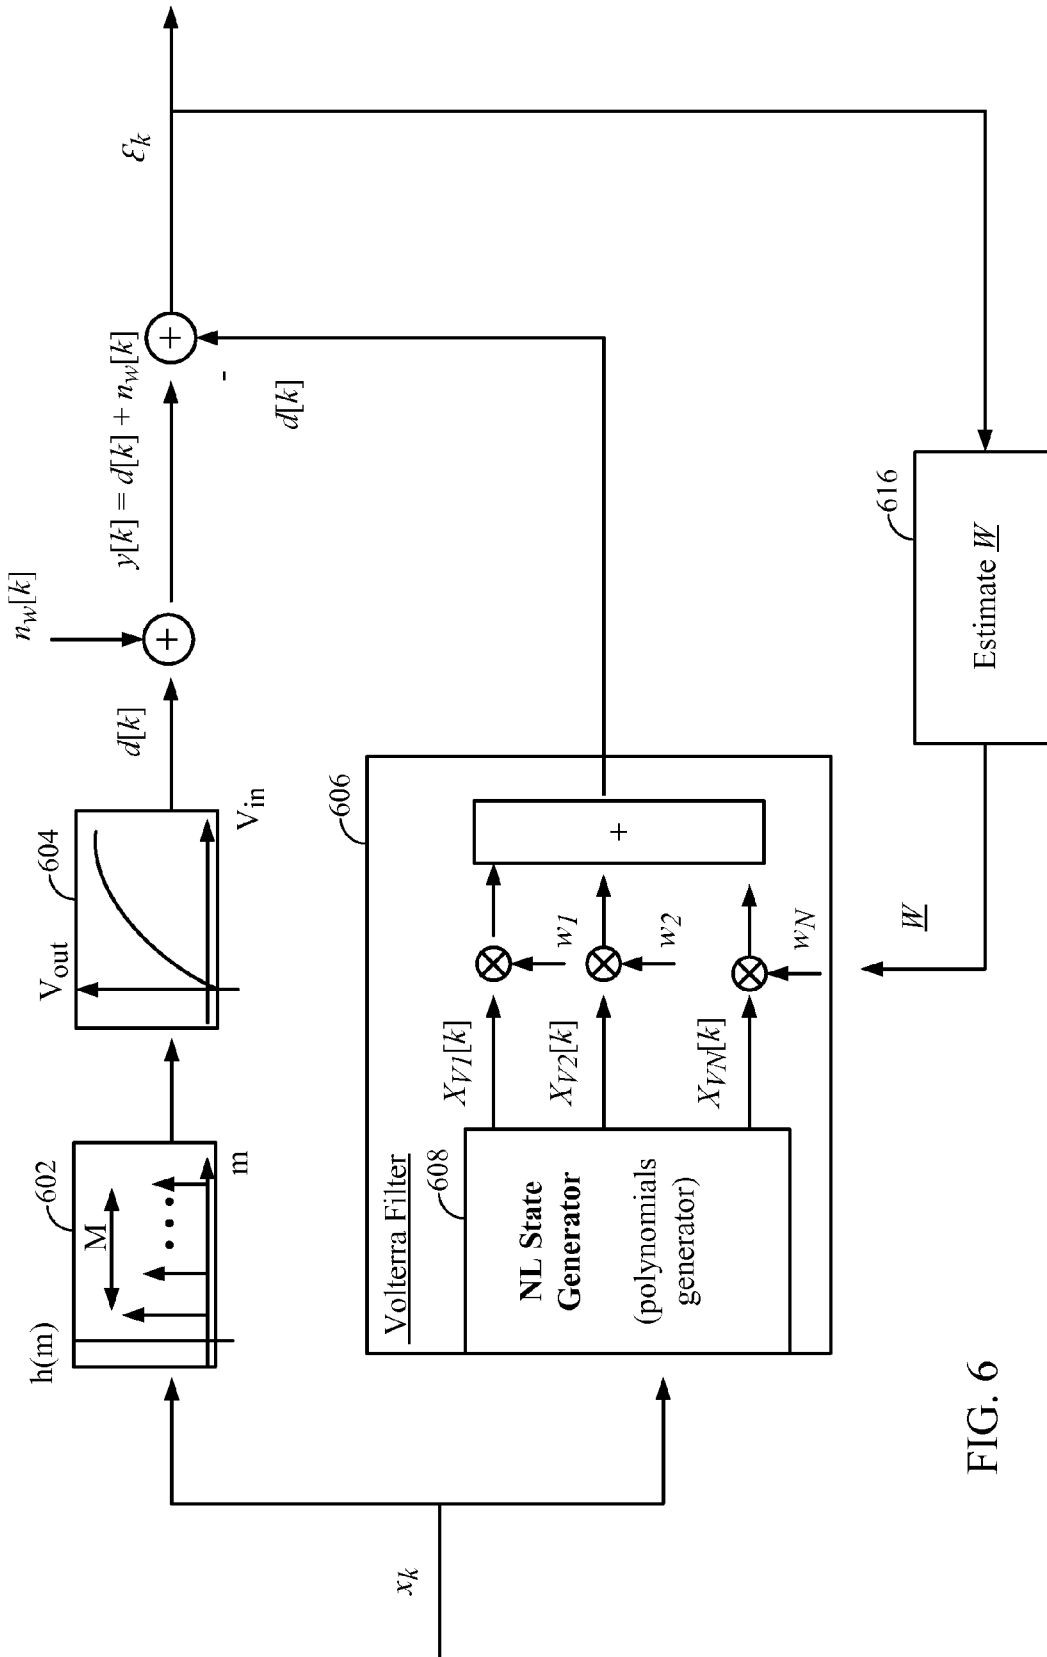 h(m)
M
602
m
V_out
604
V_in
d[k]
n_w[k]
+
y[k] = d[k] + n_w[k]
+
-
ε_k
d[k]
x_k
Volterra Filter
606
608
NL State
Generator
(polynomials
generator)
X_V1[k]
w_1
X_V2[k]
w_2
X_VN[k]
w_N
+
W
616
Estimate W
FIG. 6